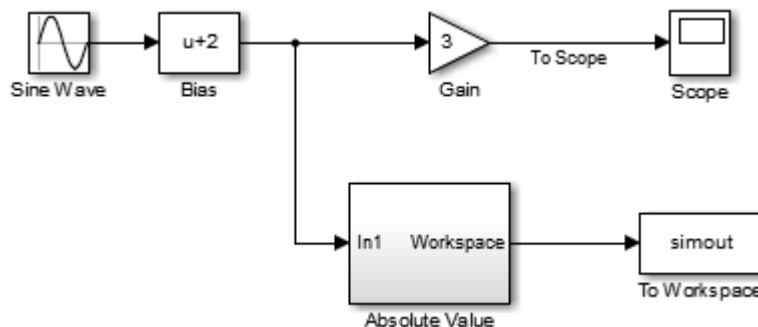 u+2
3
To Scope
Sine Wave
Bias
Gain
Scope
In1
Workspace
simout
To Workspace
Absolute Value